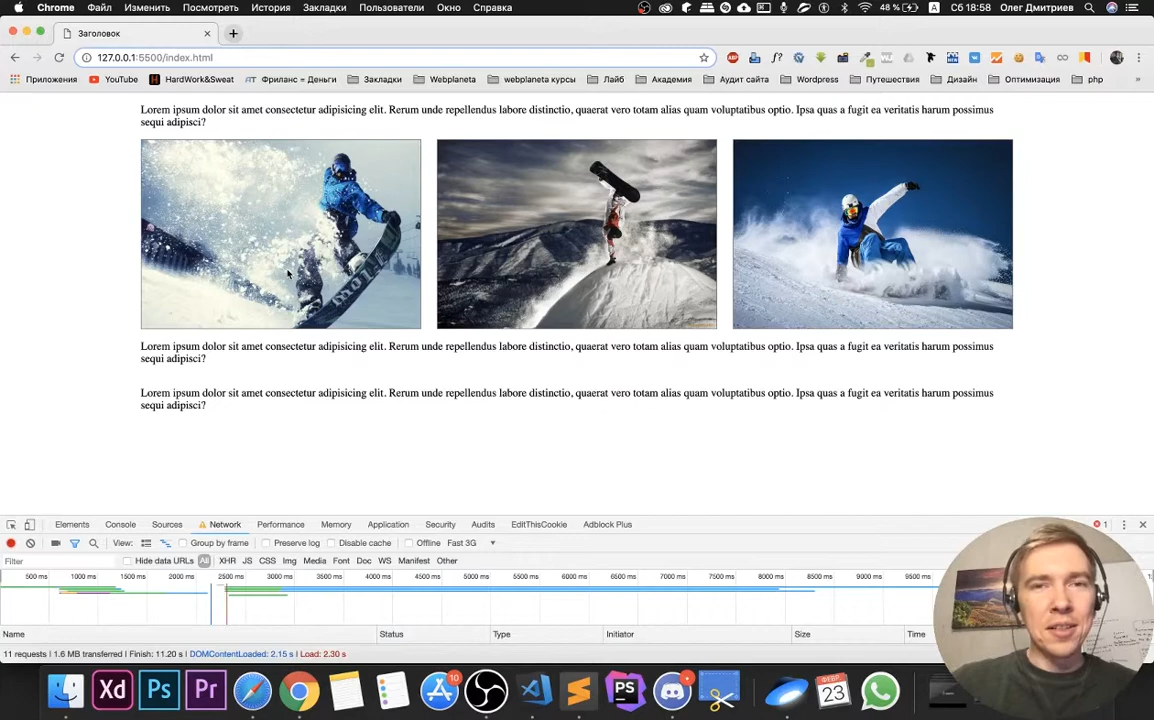 Chrome Файл Изменить Посмотреть История Закладки Пользователи Окно Справка 48 % A Сб 18:58 Олег Дмитриев
Заголовок
127.0.0.1:5500/index.html
Приложения YouTube HardWork&Sweat Фриланс = Деньги Закладки Webplaneta webplaneta курсы Лайб Академия Аудит сайта Wordpress Путешествия Дизайн Оптимизация php
Lorem ipsum dolor sit amet consectetur adipisicing elit. Rerum unde repellendus labore distinctio, quaerat vero totam alias quam voluptatibus optio. Ipsa quas a fugit ea veritatis harum possimus
sequi adipisci?
Lorem ipsum dolor sit amet consectetur adipisicing elit. Rerum unde repellendus labore distinctio, quaerat vero totam alias quam voluptatibus optio. Ipsa quas a fugit ea veritatis harum possimus
sequi adipisci?
Lorem ipsum dolor sit amet consectetur adipisicing elit. Rerum unde repellendus labore distinctio, quaerat vero totam alias quam voluptatibus optio. Ipsa quas a fugit ea veritatis harum possimus
sequi adipisci?
Elements Console Sources Network Performance Memory Application Security Audits EditThisCookie Adblock Plus 1
View: Group by frame Preserve log Disable cache Offline Fast 3G
Filter Hide data URLs All XHR JS CSS Img Media Font Doc WS Manifest Other
500 ms 1000 ms 1500 ms 2000 ms 2500 ms 3000 ms 3500 ms 4000 ms 4500 ms 5000 ms 5500 ms 6000 ms 6500 ms 7000 ms 7500 ms 8000 ms 8500 ms 9000 ms 9500 ms
Name Status Type Initiator Size Time
11 requests | 1.6 MB transferred | Finish: 11.20 s | DOMContentLoaded: 2.15 s | Load: 2.30 s
Xd Ps Pr 10 PS ФЕВР 23